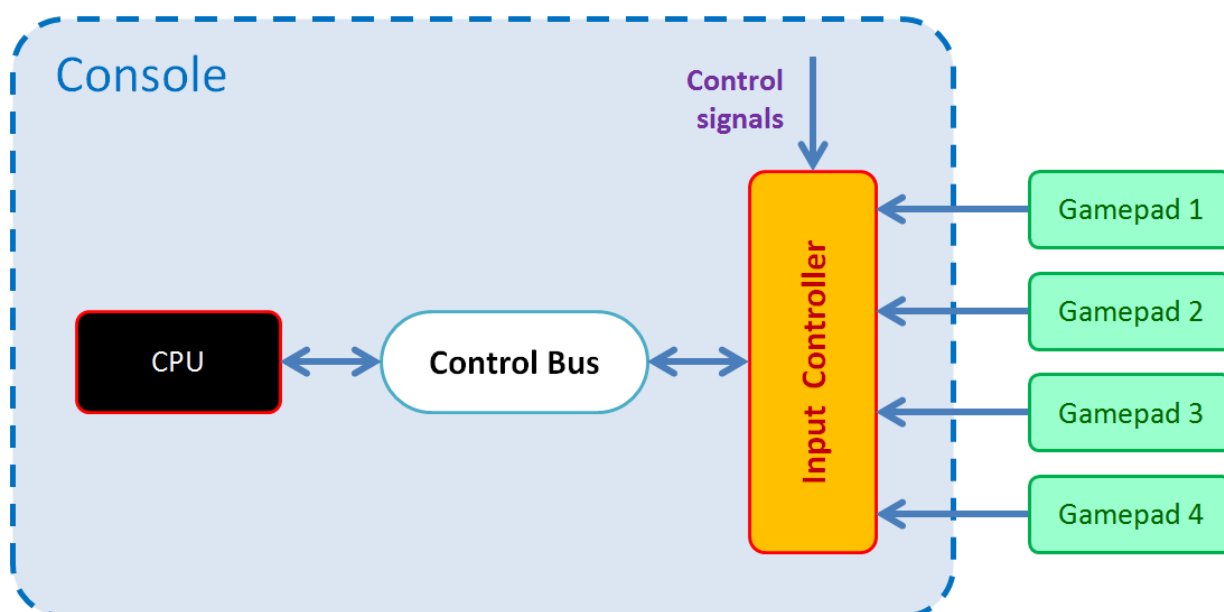 Console
Control
signals
Gamepad 1
Gamepad 2
CPU
Control Bus
Input Controller
Gamepad 3
Gamepad 4